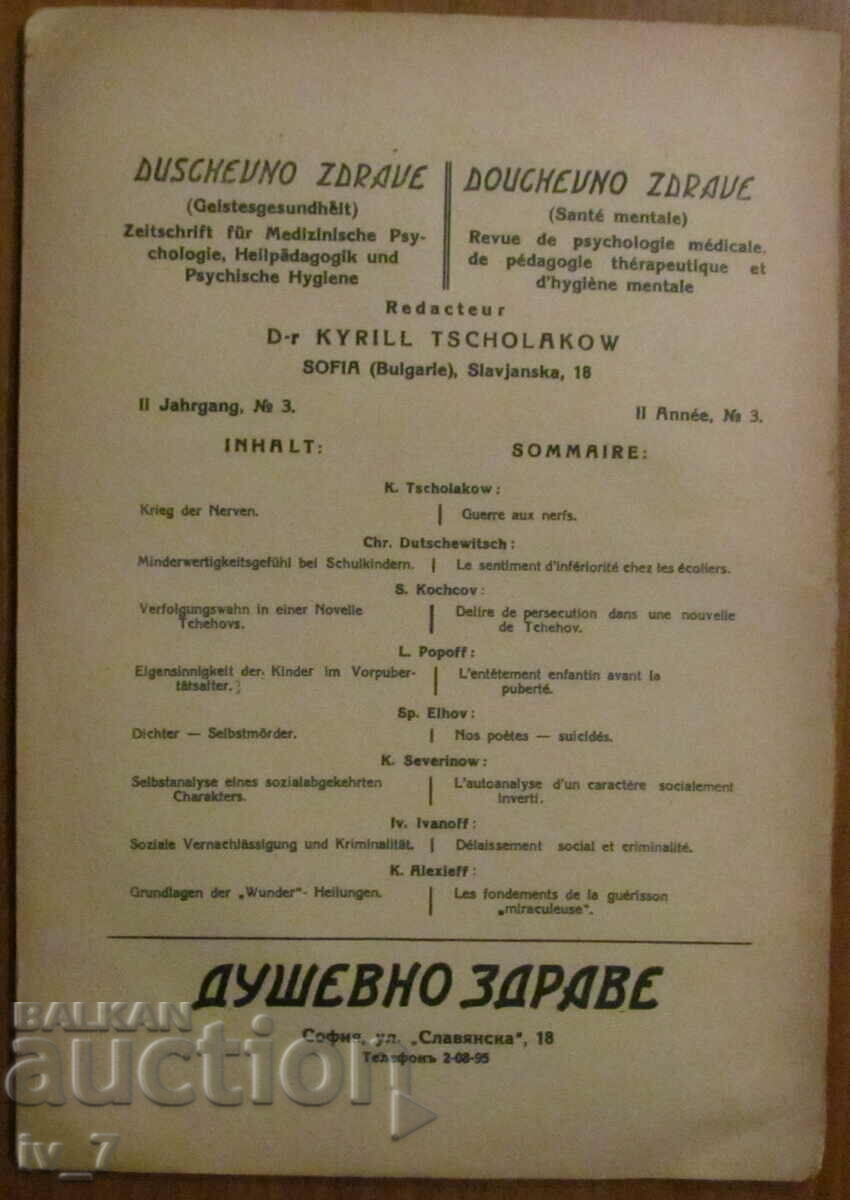 DUSCHEVNO ZDRAVE
(Geistesgesundheit)
Zeitschrift für Medizinische Psy-
chologie, Heilpädagogik und
Psychische Hygiene
DOUCHEVNO ZDRAVE
(Santé mentale)
Revue de psychologie médicale.
de pédagogie thérapeutique et
d'hygiène mentale
Redacteur
D-r KYRILL TSCHOLAKOW
SOFIA (Bulgarie), Slavjanska, 18
II Jahrgang, № 3.
II Année, № 3.
INHALT:
SOMMAIRE:
K. Tscholakow:
Krieg der Nerven.
Guerre aux nerfs.
Chr. Dutschewitsch:
Minderwertigkeitsgefühl bei Schulkindern.
Le sentiment d'infériorité chez les écoliers.
S. Kochcov:
Verfolgungswahn in einer Novelle
Tchehovs.
Delire de persecution dans une nouvelle
de Tchehov.
L. Popoff:
Eigensinnigkeit der Kinder im Vorpuber-
tätsalter.
L'entêtement enfantin avant la
puberté.
Sp. Elhov:
Dichter — Selbstmörder.
Nos poètes — suicidés.
K. Severinow:
Selbstanalyse eines sozialabgekehrten
Charakters.
L'autoanalyse d'un caractère socialement
inverti.
Iv. Ivanoff:
Soziale Vernachlässigung und Kriminalität.
Délaissement social et criminalité.
K. Alexieff:
Grundlagen der „Wunder“- Heilungen.
Les fondements de la guérisson
„miraculeuse“.
ДУШЕВНО ЗДРАВЕ
София, ул. „Славянска“, 18
Телефонъ 2-08-95
BALKAN
auction
iv_7